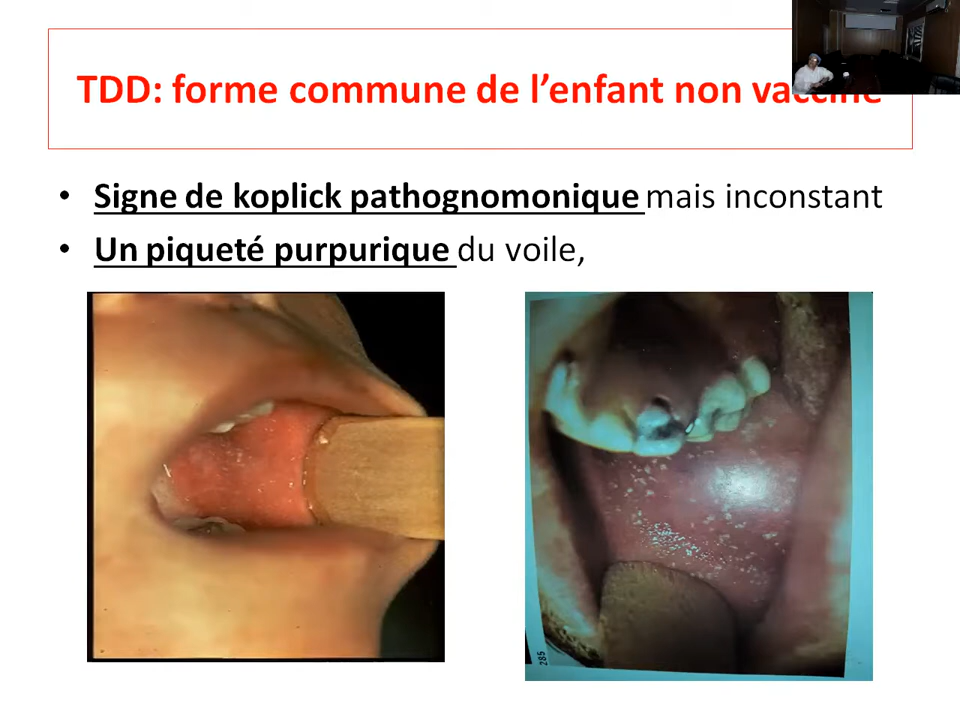 TDD: forme commune de l'enfant non
• Signe de koplick pathognomonique mais inconstant
• Un piqueté purpurique du voile,
285